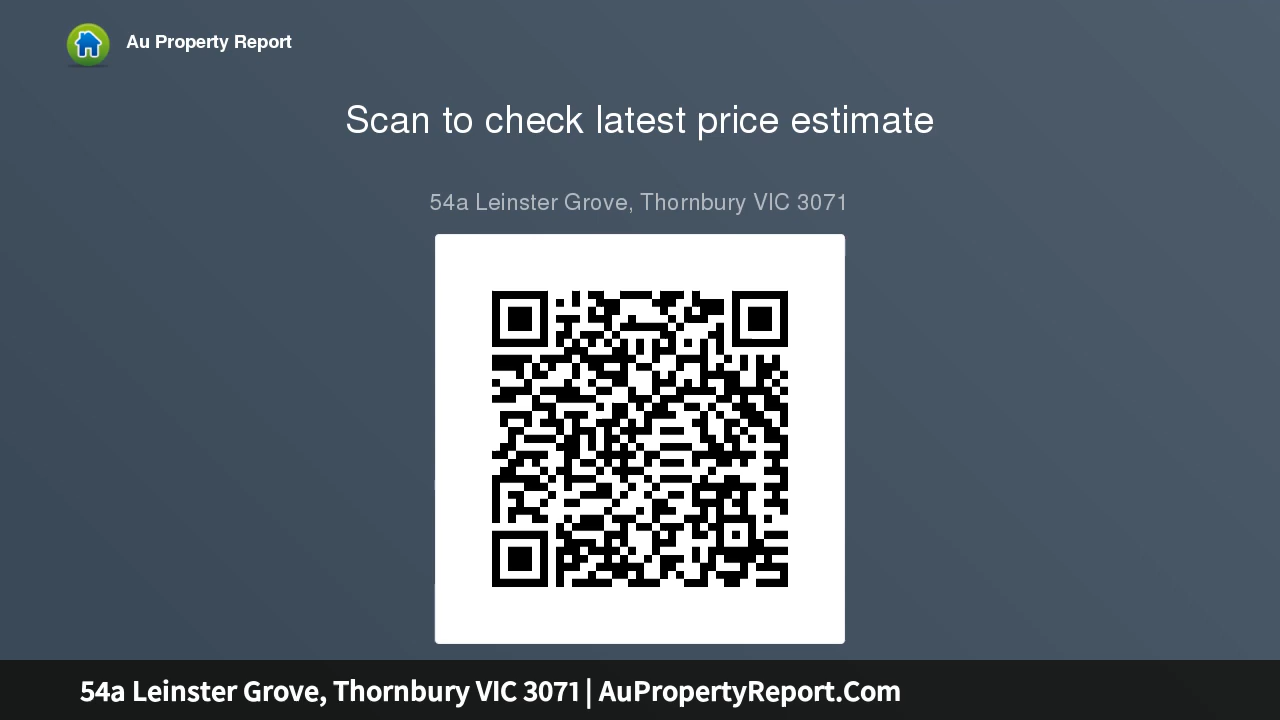 Au Property Report
Scan to check latest price estimate
54a Leinster Grove, Thornbury VIC 3071
54a Leinster Grove, Thornbury VIC 3071 | AuPropertyReport.Com